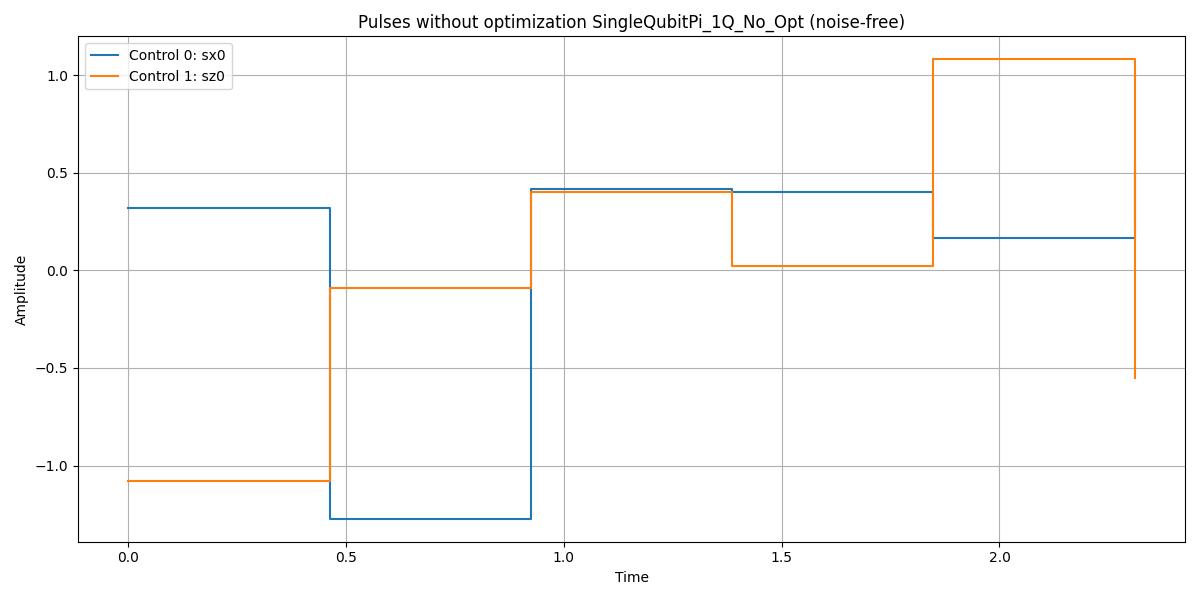 Pulses without optimization SingleQubitPi_1Q_No_Opt (noise-free)
Control 0: sx0
Control 1: sz0
Amplitude
1.0
0.5
0.0
−0.5
−1.0
0.0 0.5 1.0 1.5 2.0
Time